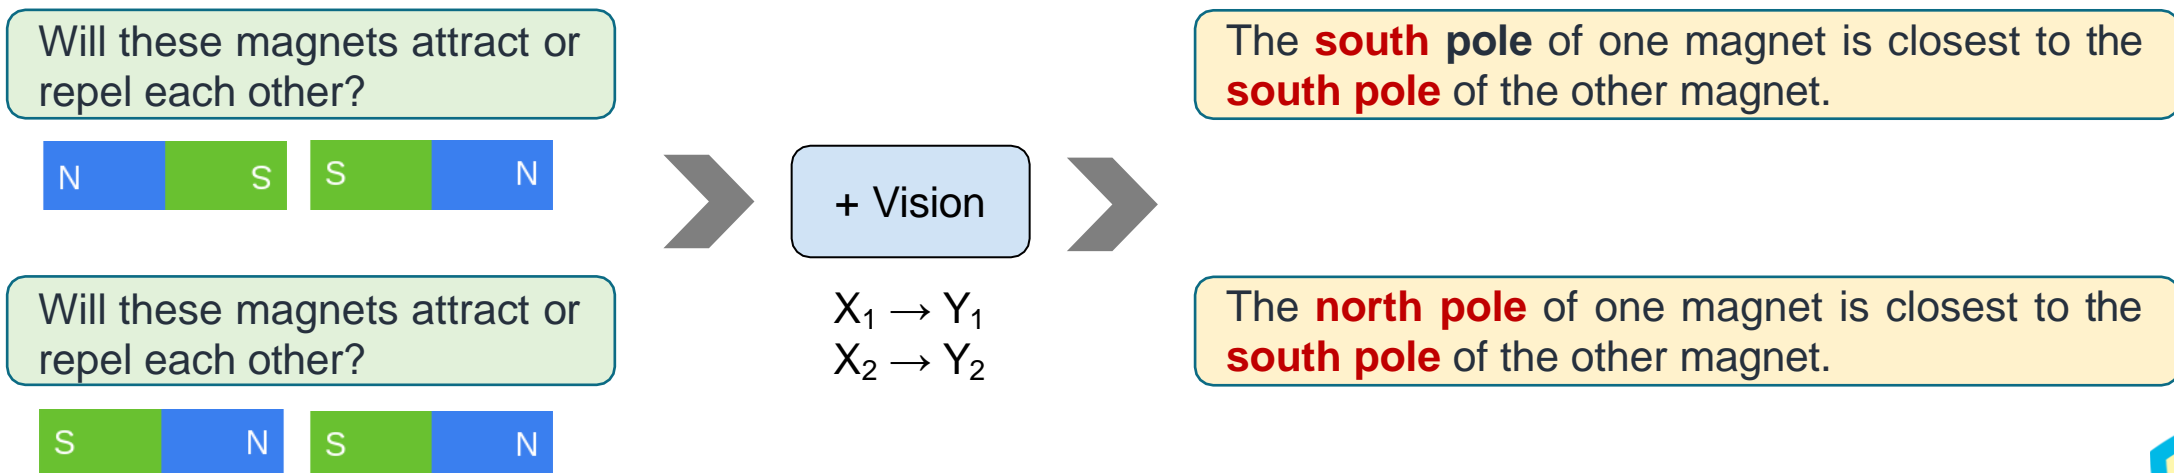 Will these magnets attract or
repel each other?
N S S N
The south pole of one magnet is closest to the
south pole of the other magnet.
+ Vision
X₁ → Y₁
X₂ → Y₂
Will these magnets attract or
repel each other?
S N S N
The north pole of one magnet is closest to the
south pole of the other magnet.